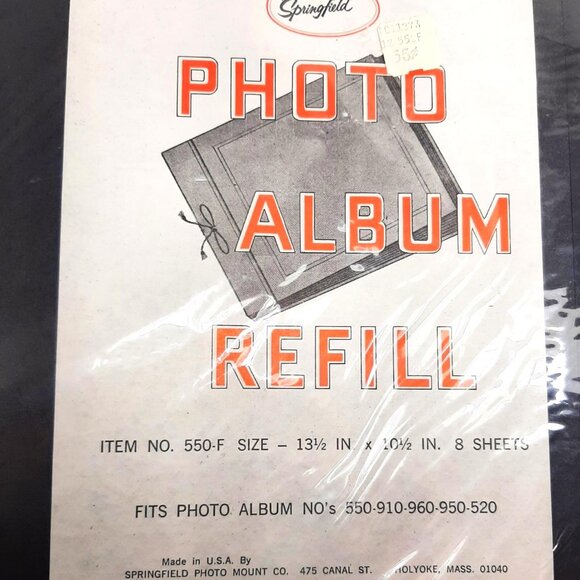 Springfield
55¢
PHOTO
ALBUM
REFILL
ITEM NO. 550-F SIZE – 13½ IN. x 10½ IN. 8 SHEETS
FITS PHOTO ALBUM NO's 550-910-960-950-520
Made in U.S.A. By
SPRINGFIELD PHOTO MOUNT CO. 475 CANAL ST. HOLYOKE, MASS. 01040